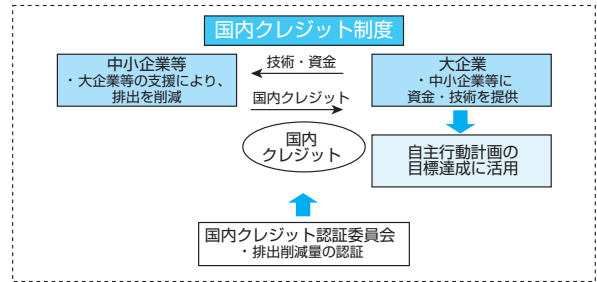 国内クレジット制度
中小企業等
・大企業等の支援により、
排出を削減
技術・資金
国内クレジット
大企業
・中小企業等に
資金・技術を提供
国内
クレジット
自主行動計画の
目標達成に活用
国内クレジット認証委員会
・排出削減量の認証